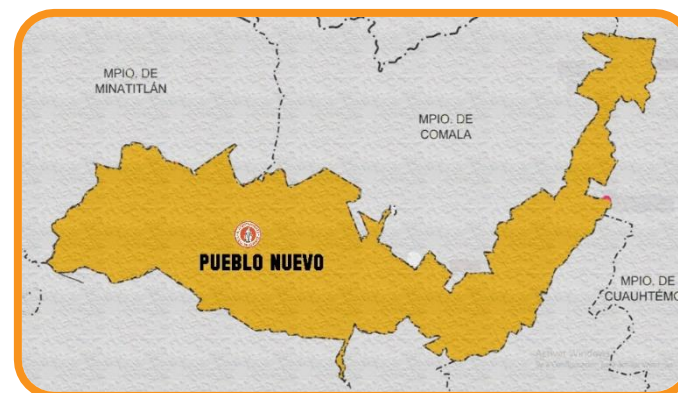 MPIO. DE
MINATITLÁN
MPIO. DE
COMALA
PUEBLO NUEVO
MPIO. DE
CUAUHTÉMO